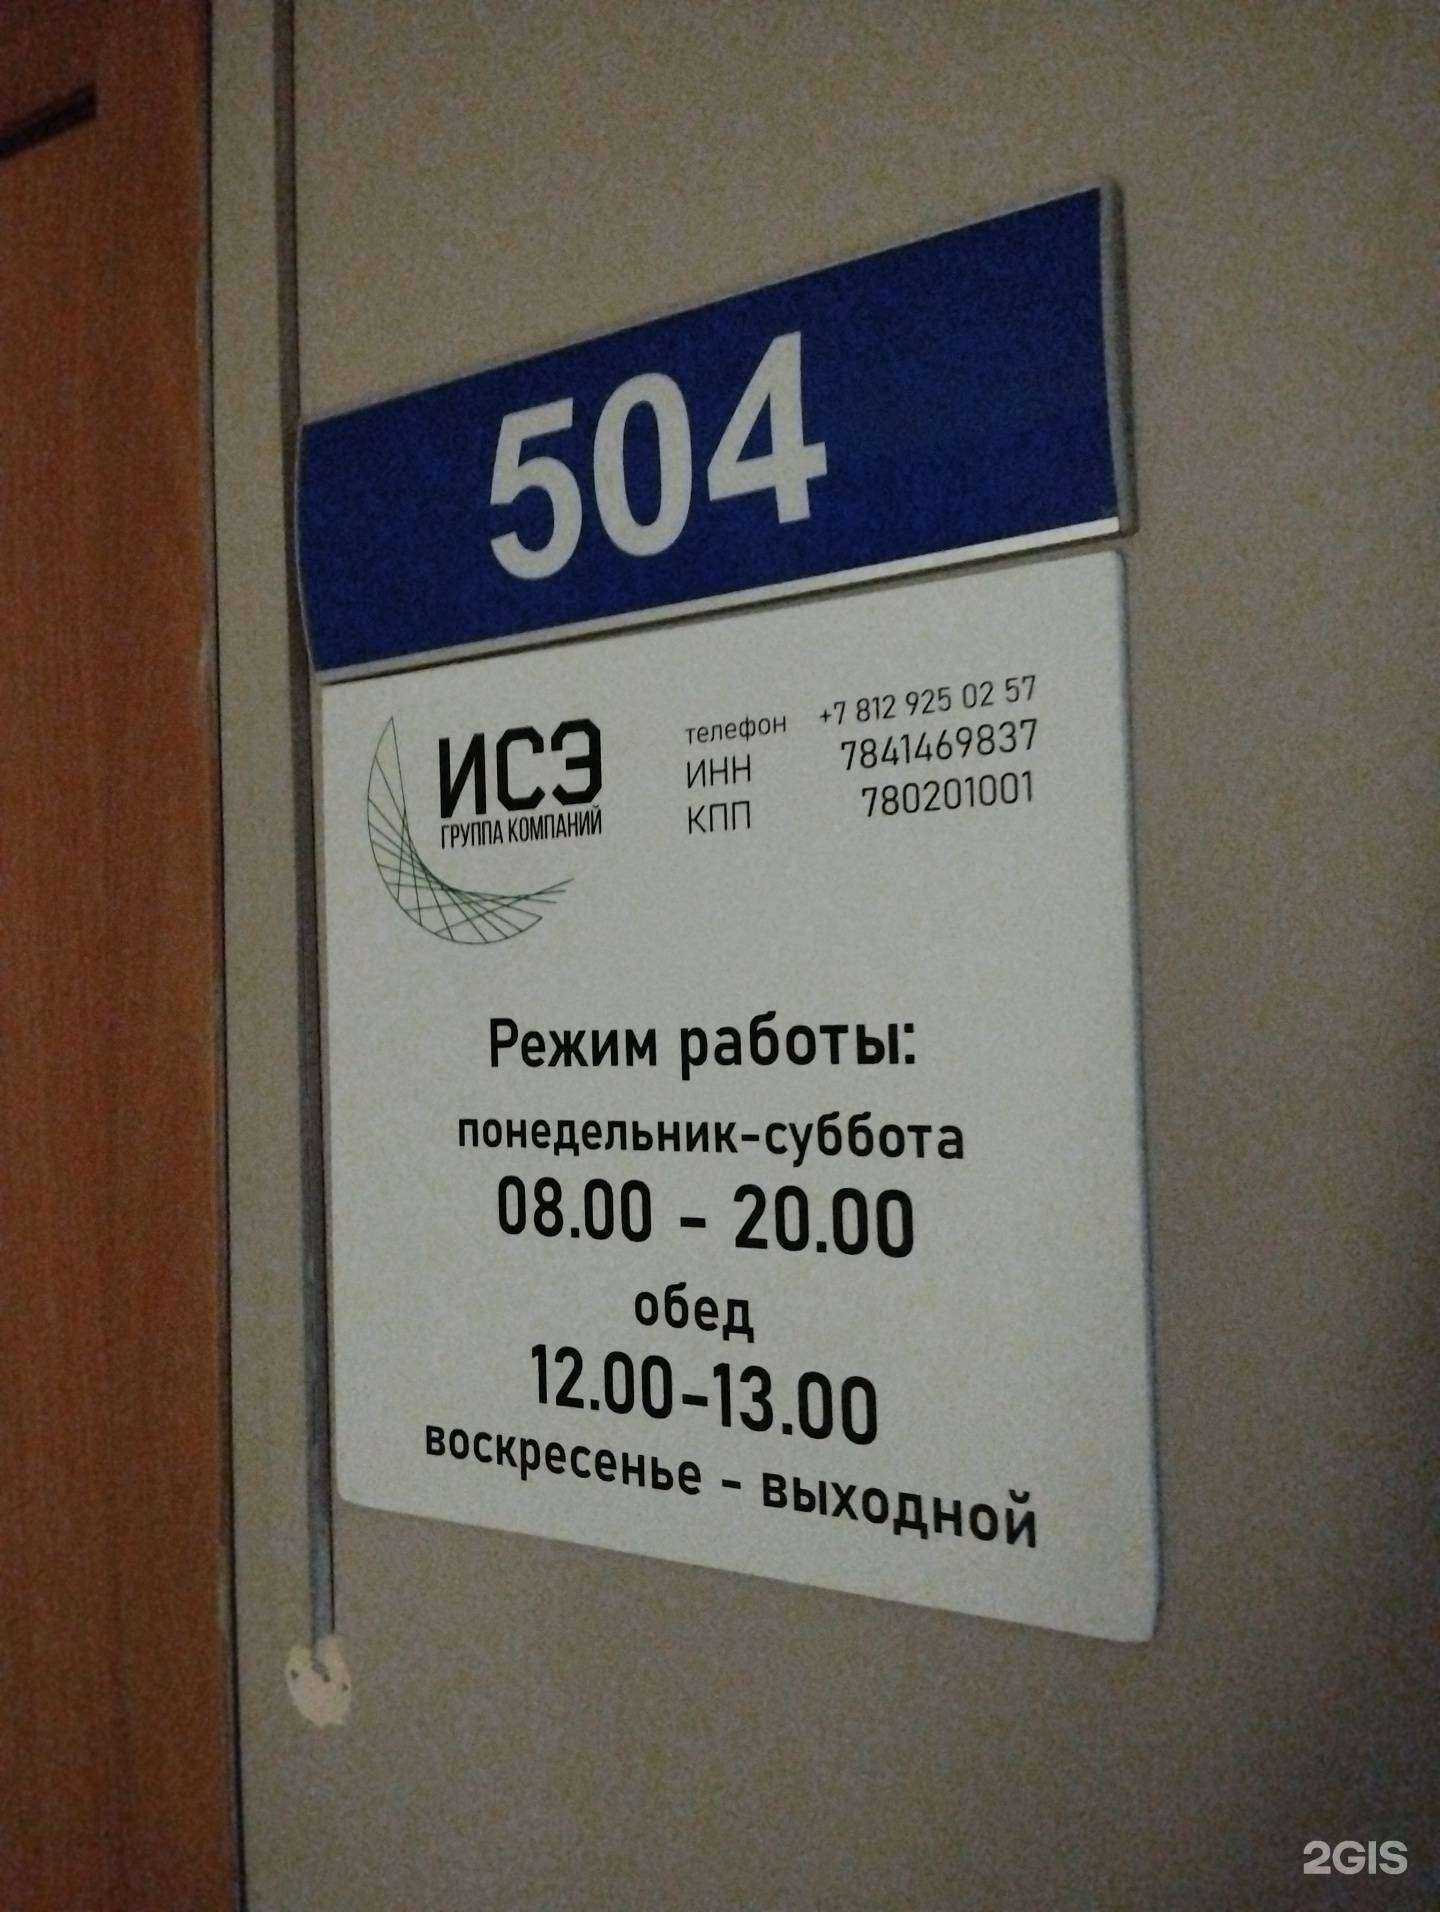 504
ИСЭ
ГРУППА КОМПАНИЙ
телефон +7 812 925 02 57
ИНН 7841469837
КПП 780201001
Режим работы:
понедельник-суббота
08.00 - 20.00
обед
12.00-13.00
воскресенье - выходной
2GIS